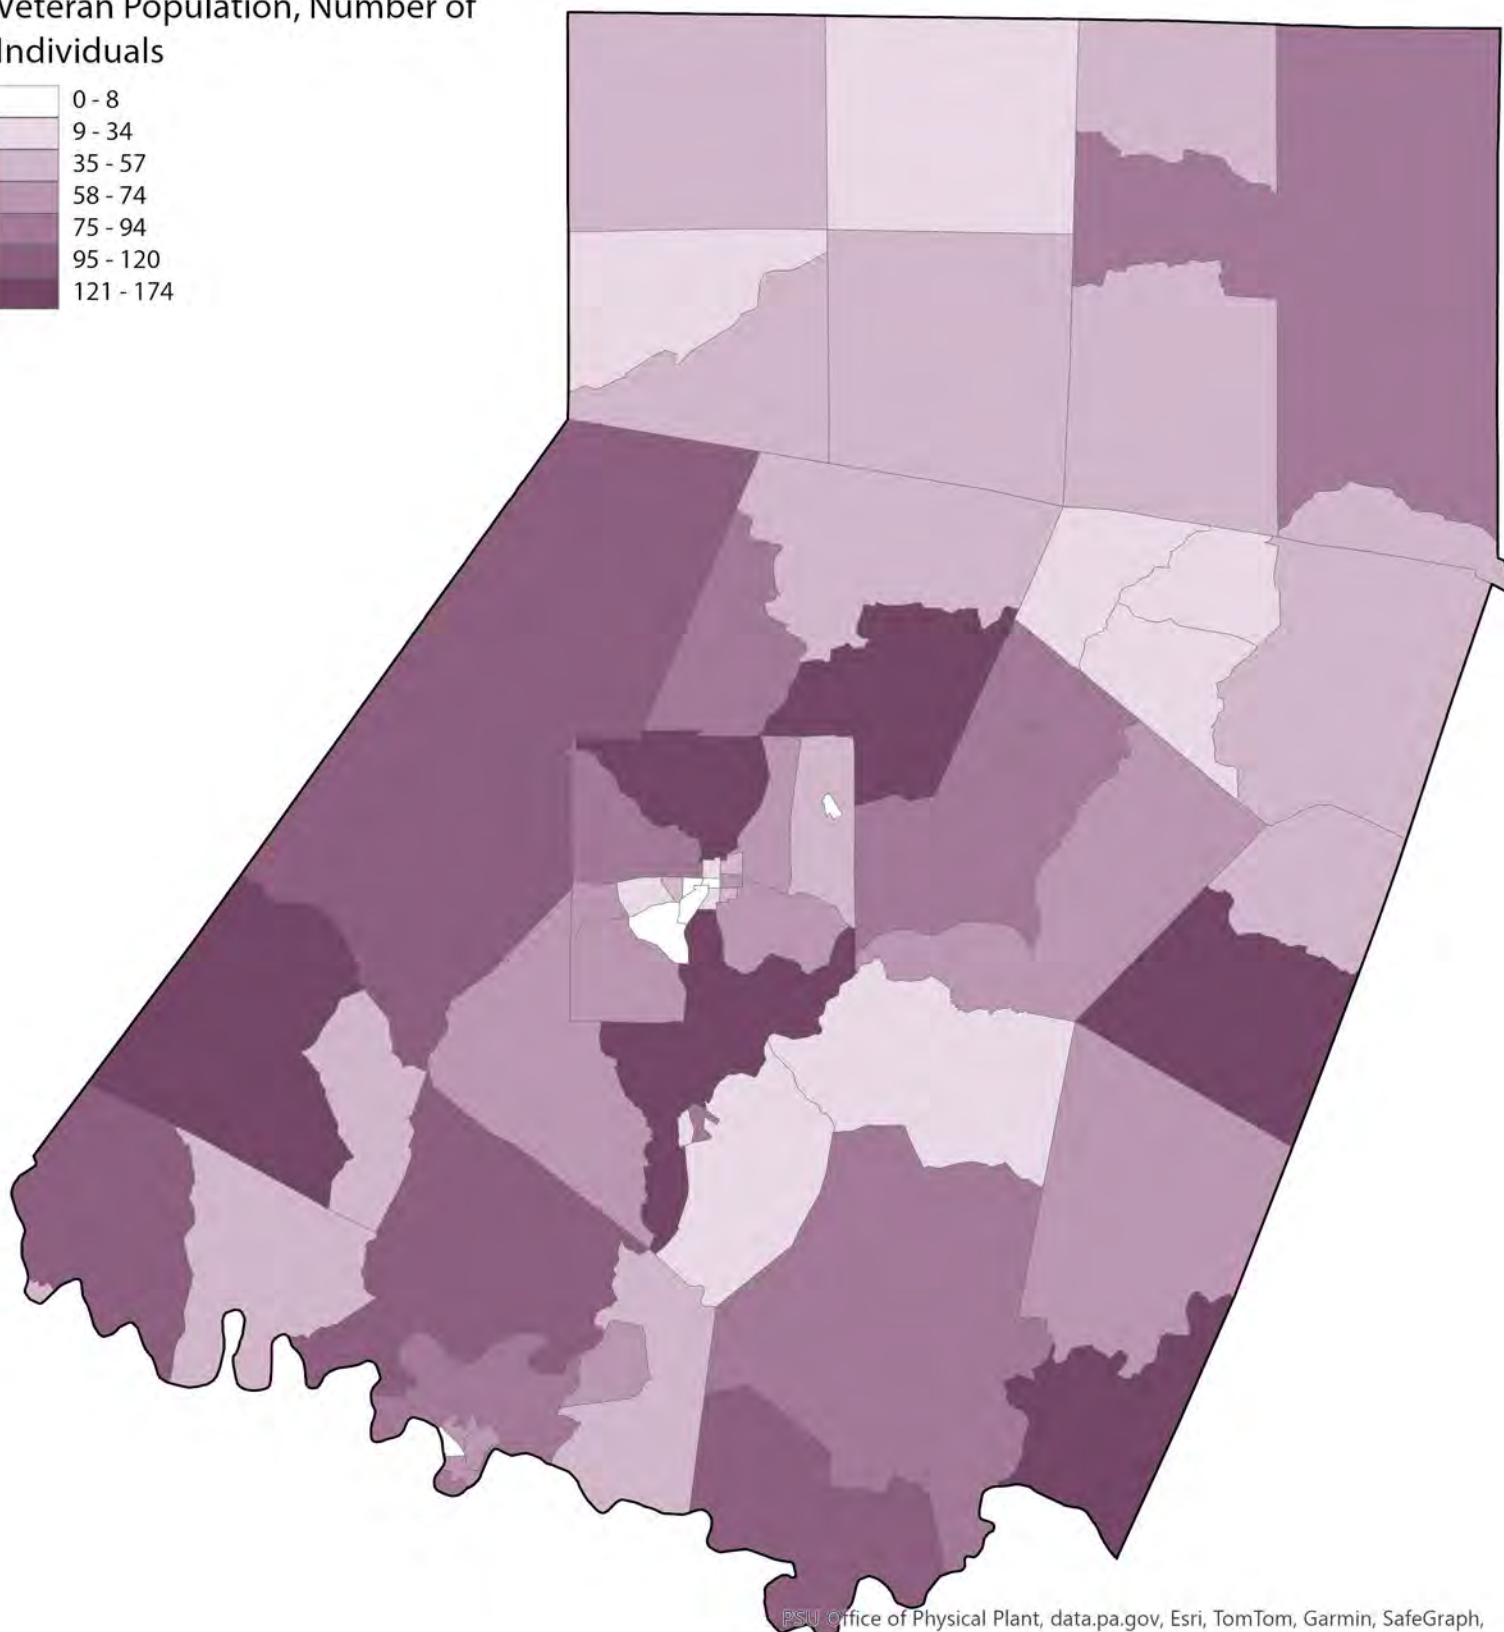 Veteran Population, Number of
Individuals
0 - 8
9 - 34
35 - 57
58 - 74
75 - 94
95 - 120
121 - 174
PSU Office of Physical Plant, data.pa.gov, Esri, TomTom, Garmin, SafeGraph,